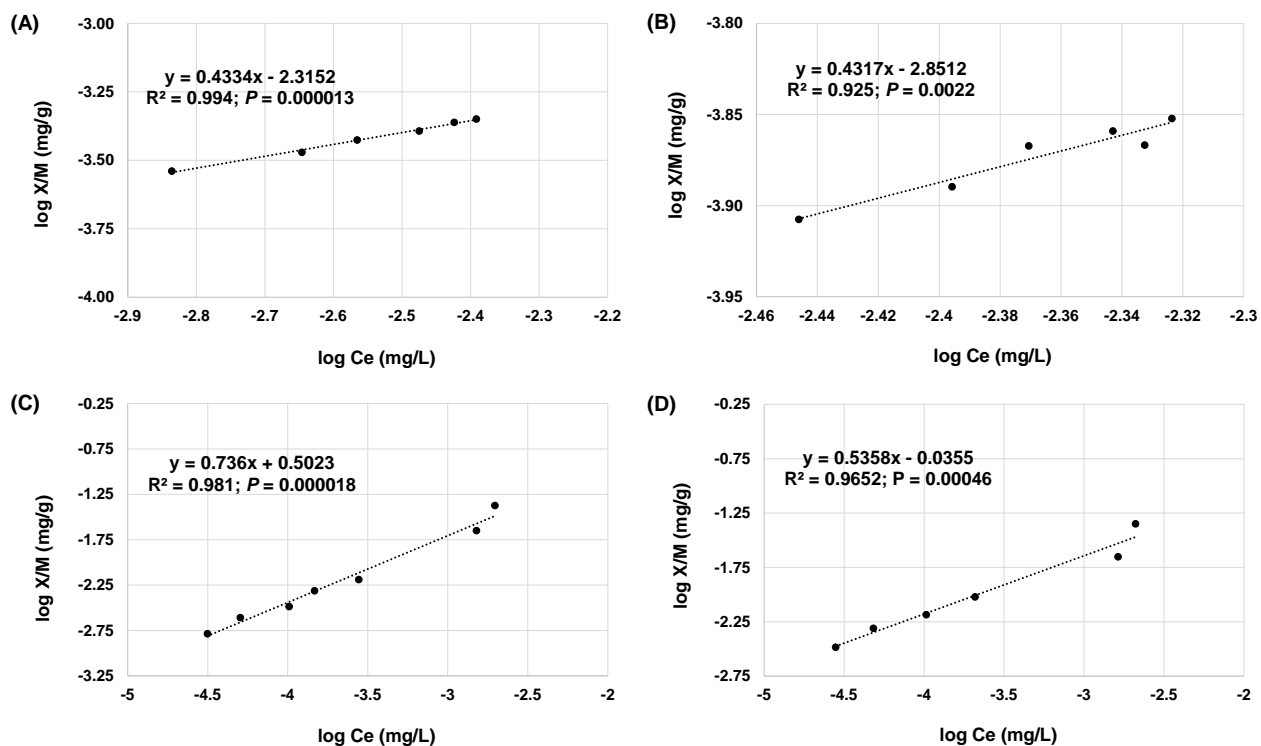 (A)
-3.00
-3.25
-3.50
-3.75
-4.00
log X/M (mg/g)
y = 0.4334x - 2.3152
R² = 0.994; P = 0.000013
-2.9 -2.8 -2.7 -2.6 -2.5 -2.4 -2.3 -2.2
log Ce (mg/L)
(B)
-3.80
-3.85
-3.90
-3.95
log X/M (mg/g)
y = 0.4317x - 2.8512
R² = 0.925; P = 0.0022
-2.46 -2.44 -2.42 -2.4 -2.38 -2.36 -2.34 -2.32 -2.3
log Ce (mg/L)
(C)
-0.25
-0.75
-1.25
-1.75
-2.25
-2.75
-3.25
log X/M (mg/g)
y = 0.736x + 0.5023
R² = 0.981; P = 0.000018
-5 -4.5 -4 -3.5 -3 -2.5 -2
log Ce (mg/L)
(D)
-0.25
-0.75
-1.25
-1.75
-2.25
-2.75
log X/M (mg/g)
y = 0.5358x - 0.0355
R² = 0.9652; P = 0.00046
-5 -4.5 -4 -3.5 -3 -2.5 -2
log Ce (mg/L)